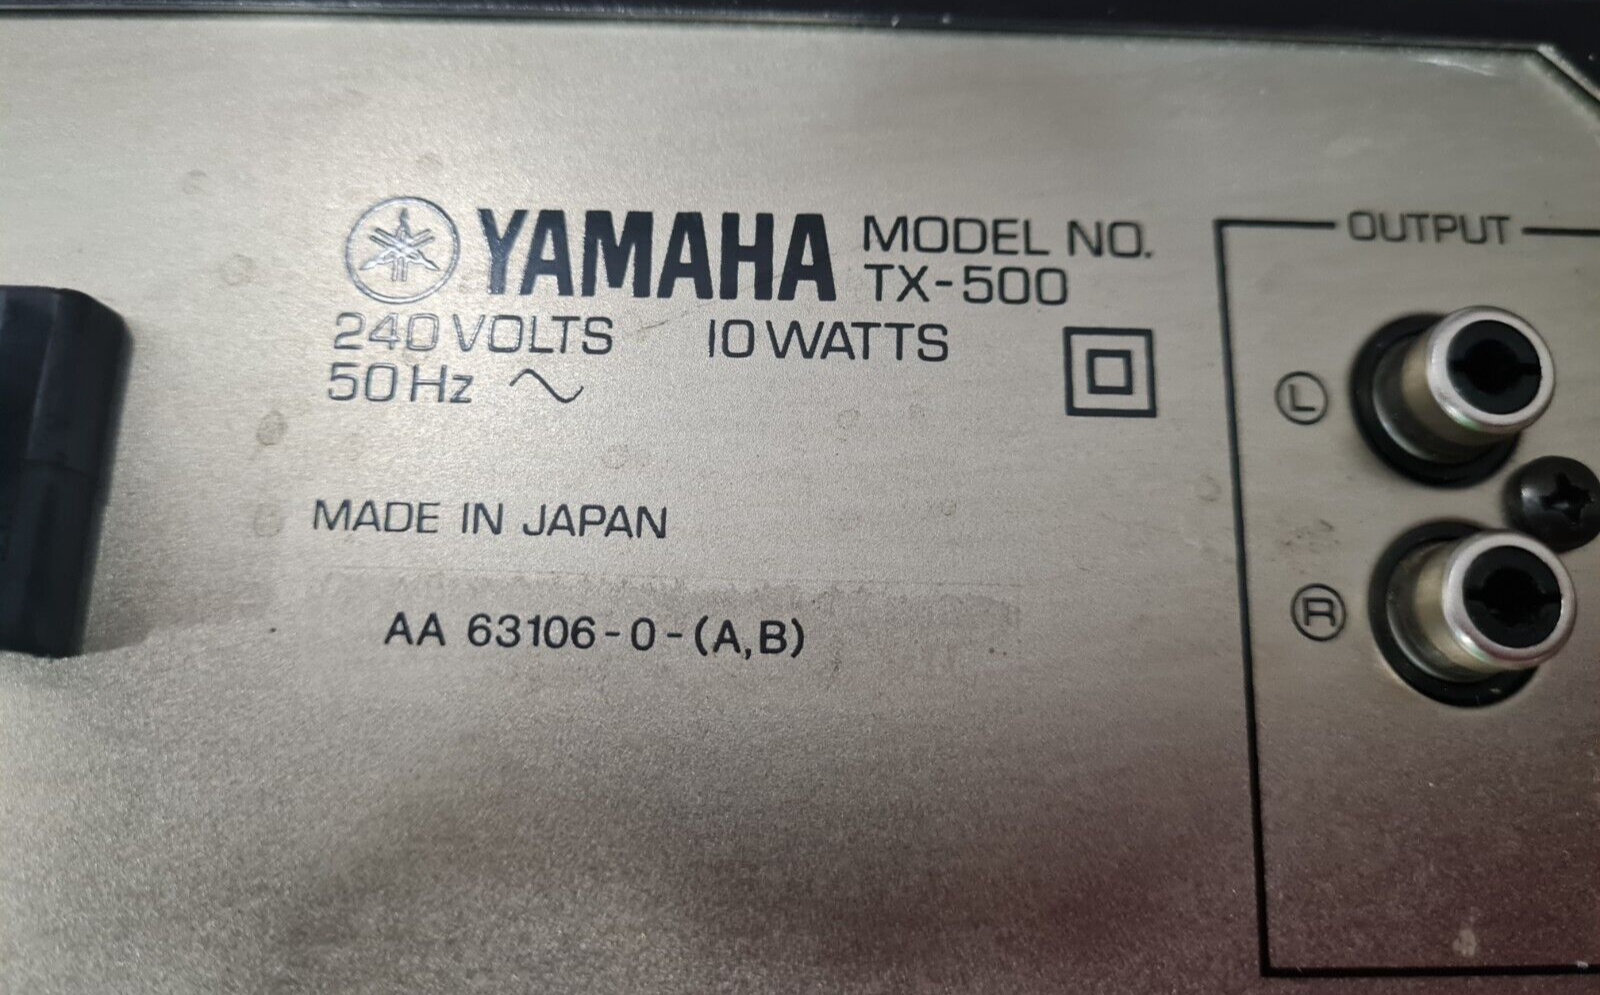 YAMAHA MODEL NO.
TX-500
240 VOLTS 10 WATTS
50 Hz
MADE IN JAPAN
AA 63106-0-(A,B)
OUTPUT
L
R